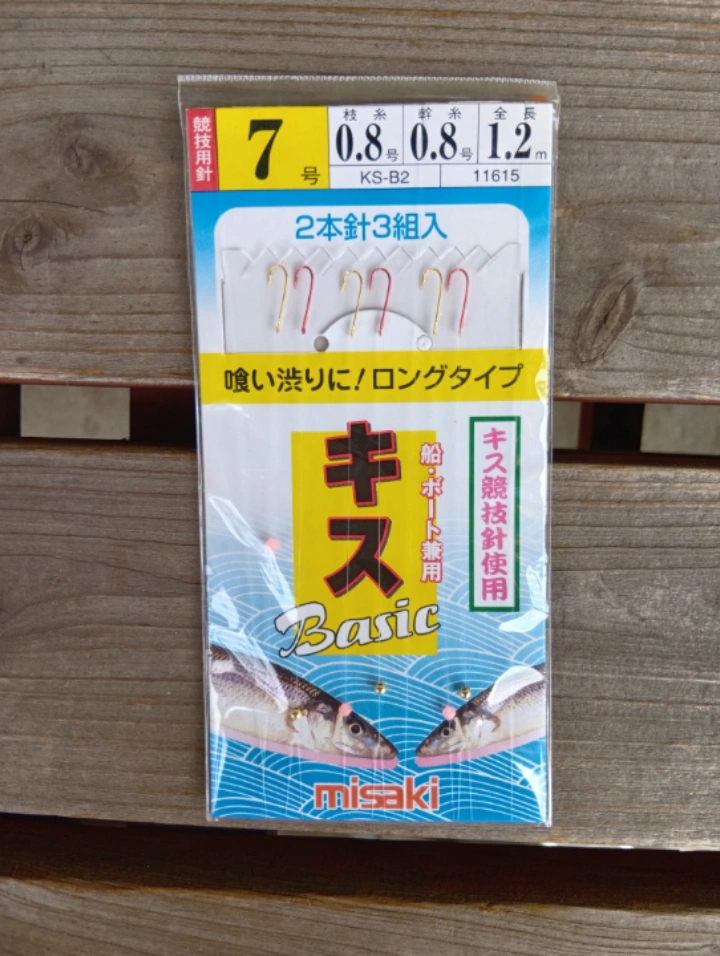 競技用針
7号
枝糸
0.8号
幹糸
0.8号
全長
1.2m
KS-B2
11615
2本針3組入
喰い渋りに!ロングタイプ
キス
船・ボート兼用
キス競技針使用
Basic
misaki